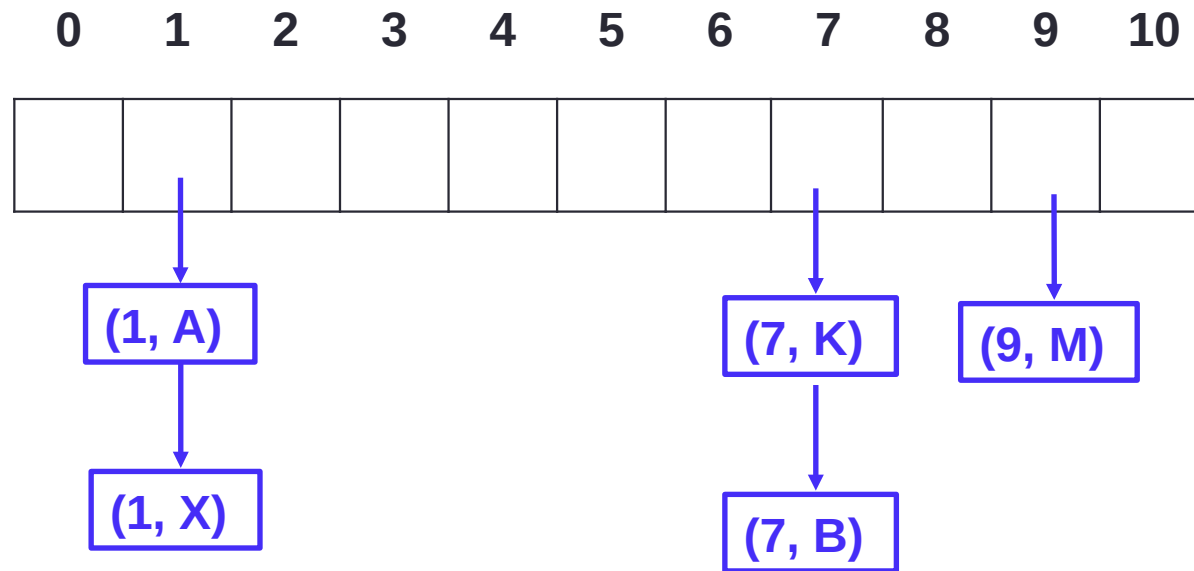 0 1 2 3 4 5 6 7 8 9 10
(1, A)
(7, K)
(9, M)
(1, X)
(7, B)